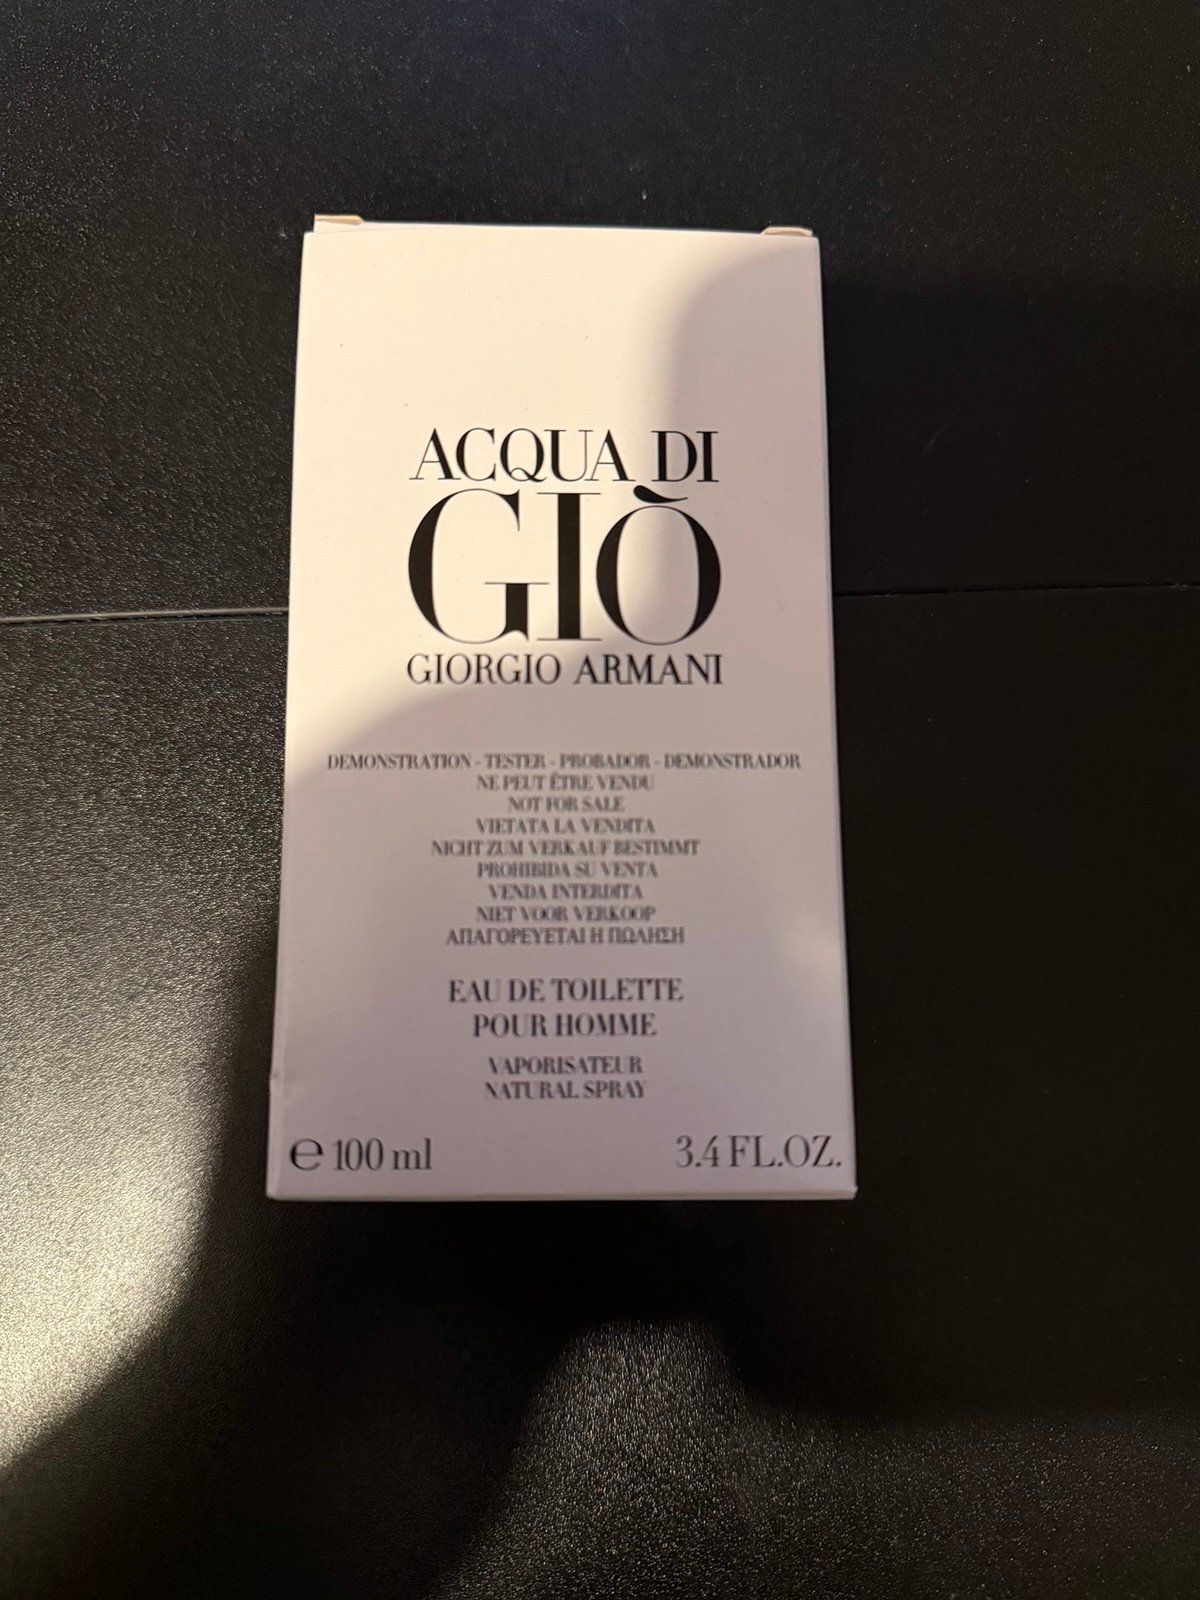 ACQUA DI
GIÒ
GIORGIO ARMANI
DEMONSTRATION - TESTER - PROBADOR - DEMONSTRADOR
NE PEUT ÊTRE VENDU
NOT FOR SALE
VIETATA LA VENDITA
NICHT ZUM VERKAUF BESTIMMT
PROHIBIDA SU VENTA
VENDA INTERDITA
NIET VOOR VERKOOP
ΑΠΑΓΟΡΕΥΕΤΑΙ Η ΠΩΛΗΣΗ
EAU DE TOILETTE
POUR HOMME
VAPORISATEUR
NATURAL SPRAY
℮ 100 ml 3.4 FL.OZ.